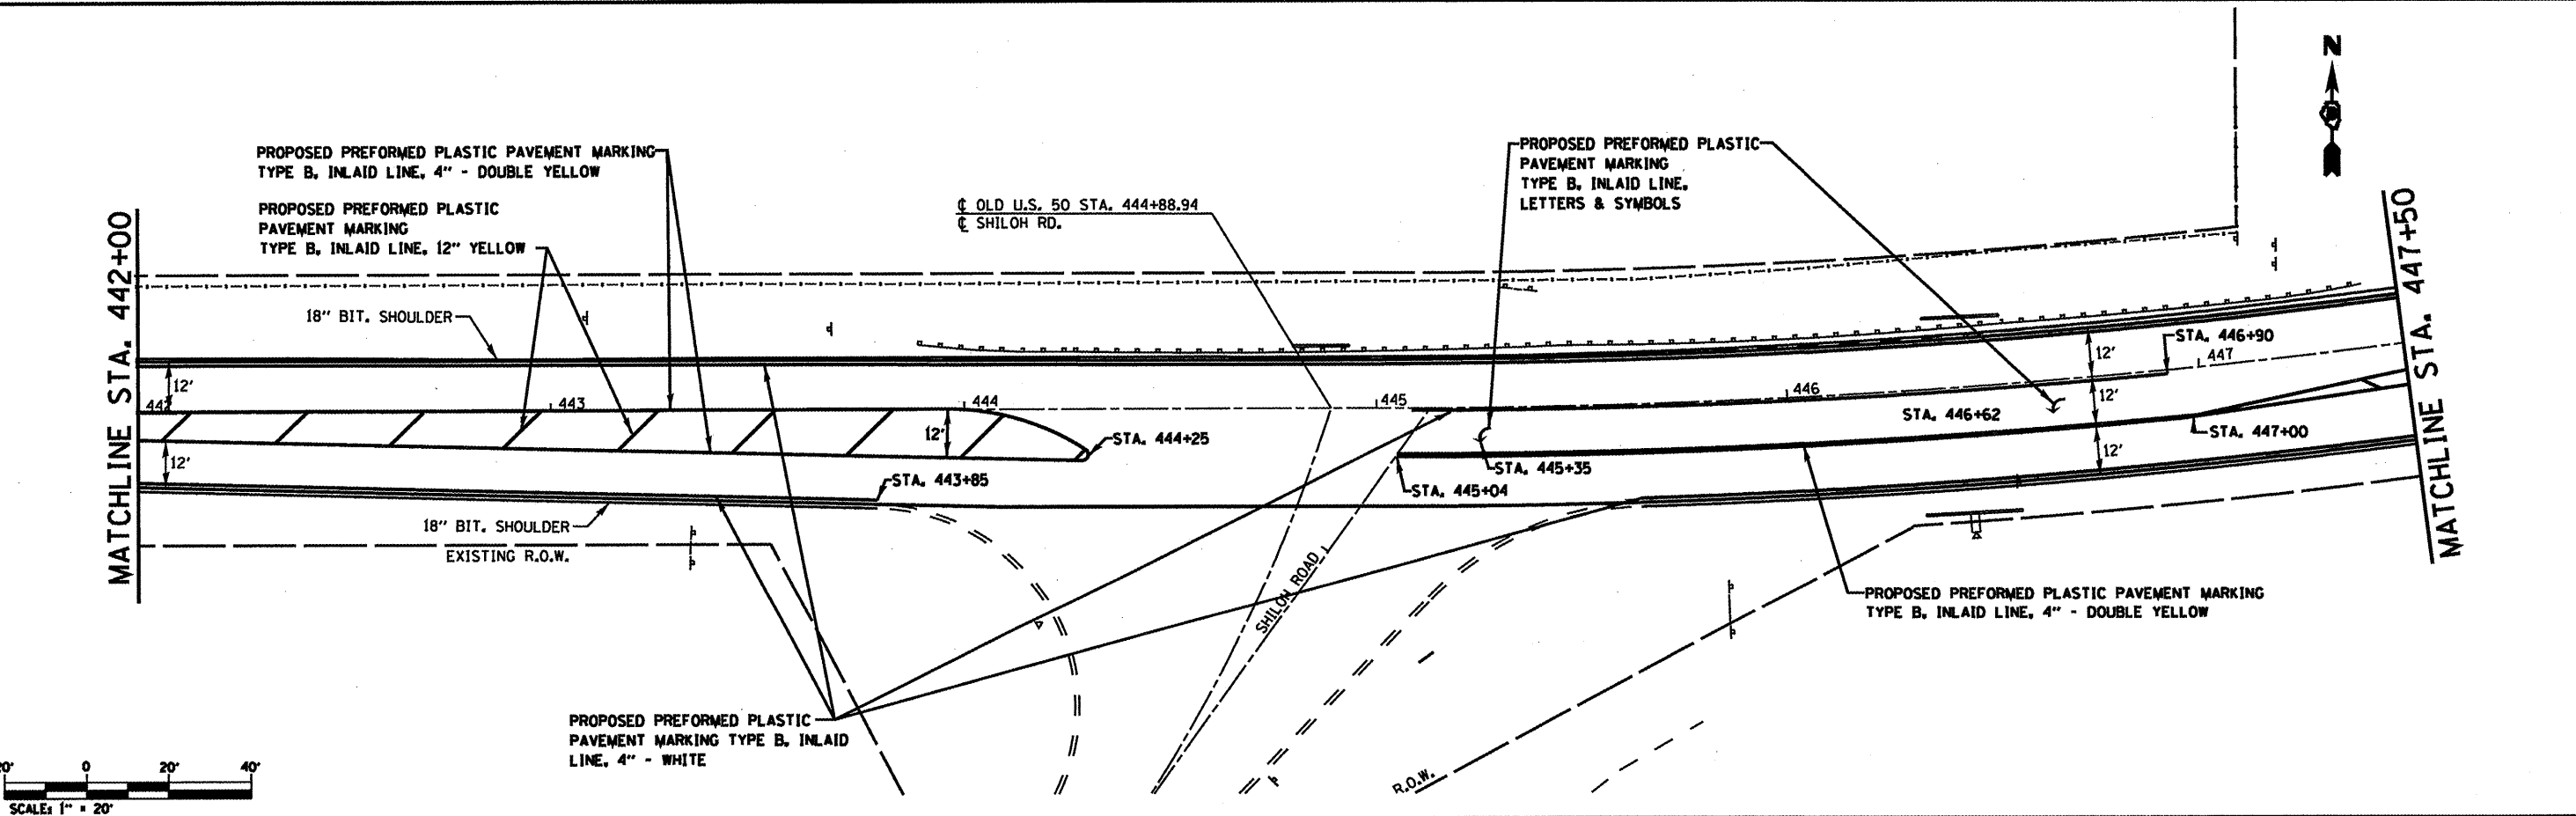 PROPOSED PREFORMED PLASTIC PAVEMENT MARKING
TYPE B, INLAID LINE, 4" - DOUBLE YELLOW
PROPOSED PREFORMED PLASTIC
PAVEMENT MARKING
TYPE B, INLAID LINE, 12" YELLOW
℄ OLD U.S. 50 STA. 444+88.94
℄ SHILOH RD.
PROPOSED PREFORMED PLASTIC
PAVEMENT MARKING
TYPE B, INLAID LINE,
LETTERS & SYMBOLS
N
MATCHLINE STA. 442+00
MATCHLINE STA. 447+50
18" BIT. SHOULDER
12'
442
443
444
445
446
447
12'
12'
12'
12'
12'
STA. 446+90
STA. 446+62
STA. 447+00
STA. 444+25
STA. 443+85
STA. 445+35
STA. 445+04
18" BIT. SHOULDER
EXISTING R.O.W.
SHILOH ROAD
PROPOSED PREFORMED PLASTIC PAVEMENT MARKING
TYPE B, INLAID LINE, 4" - DOUBLE YELLOW
PROPOSED PREFORMED PLASTIC
PAVEMENT MARKING TYPE B, INLAID
LINE, 4" - WHITE
R.O.W.
0 20' 40'
SCALE: 1" = 20'